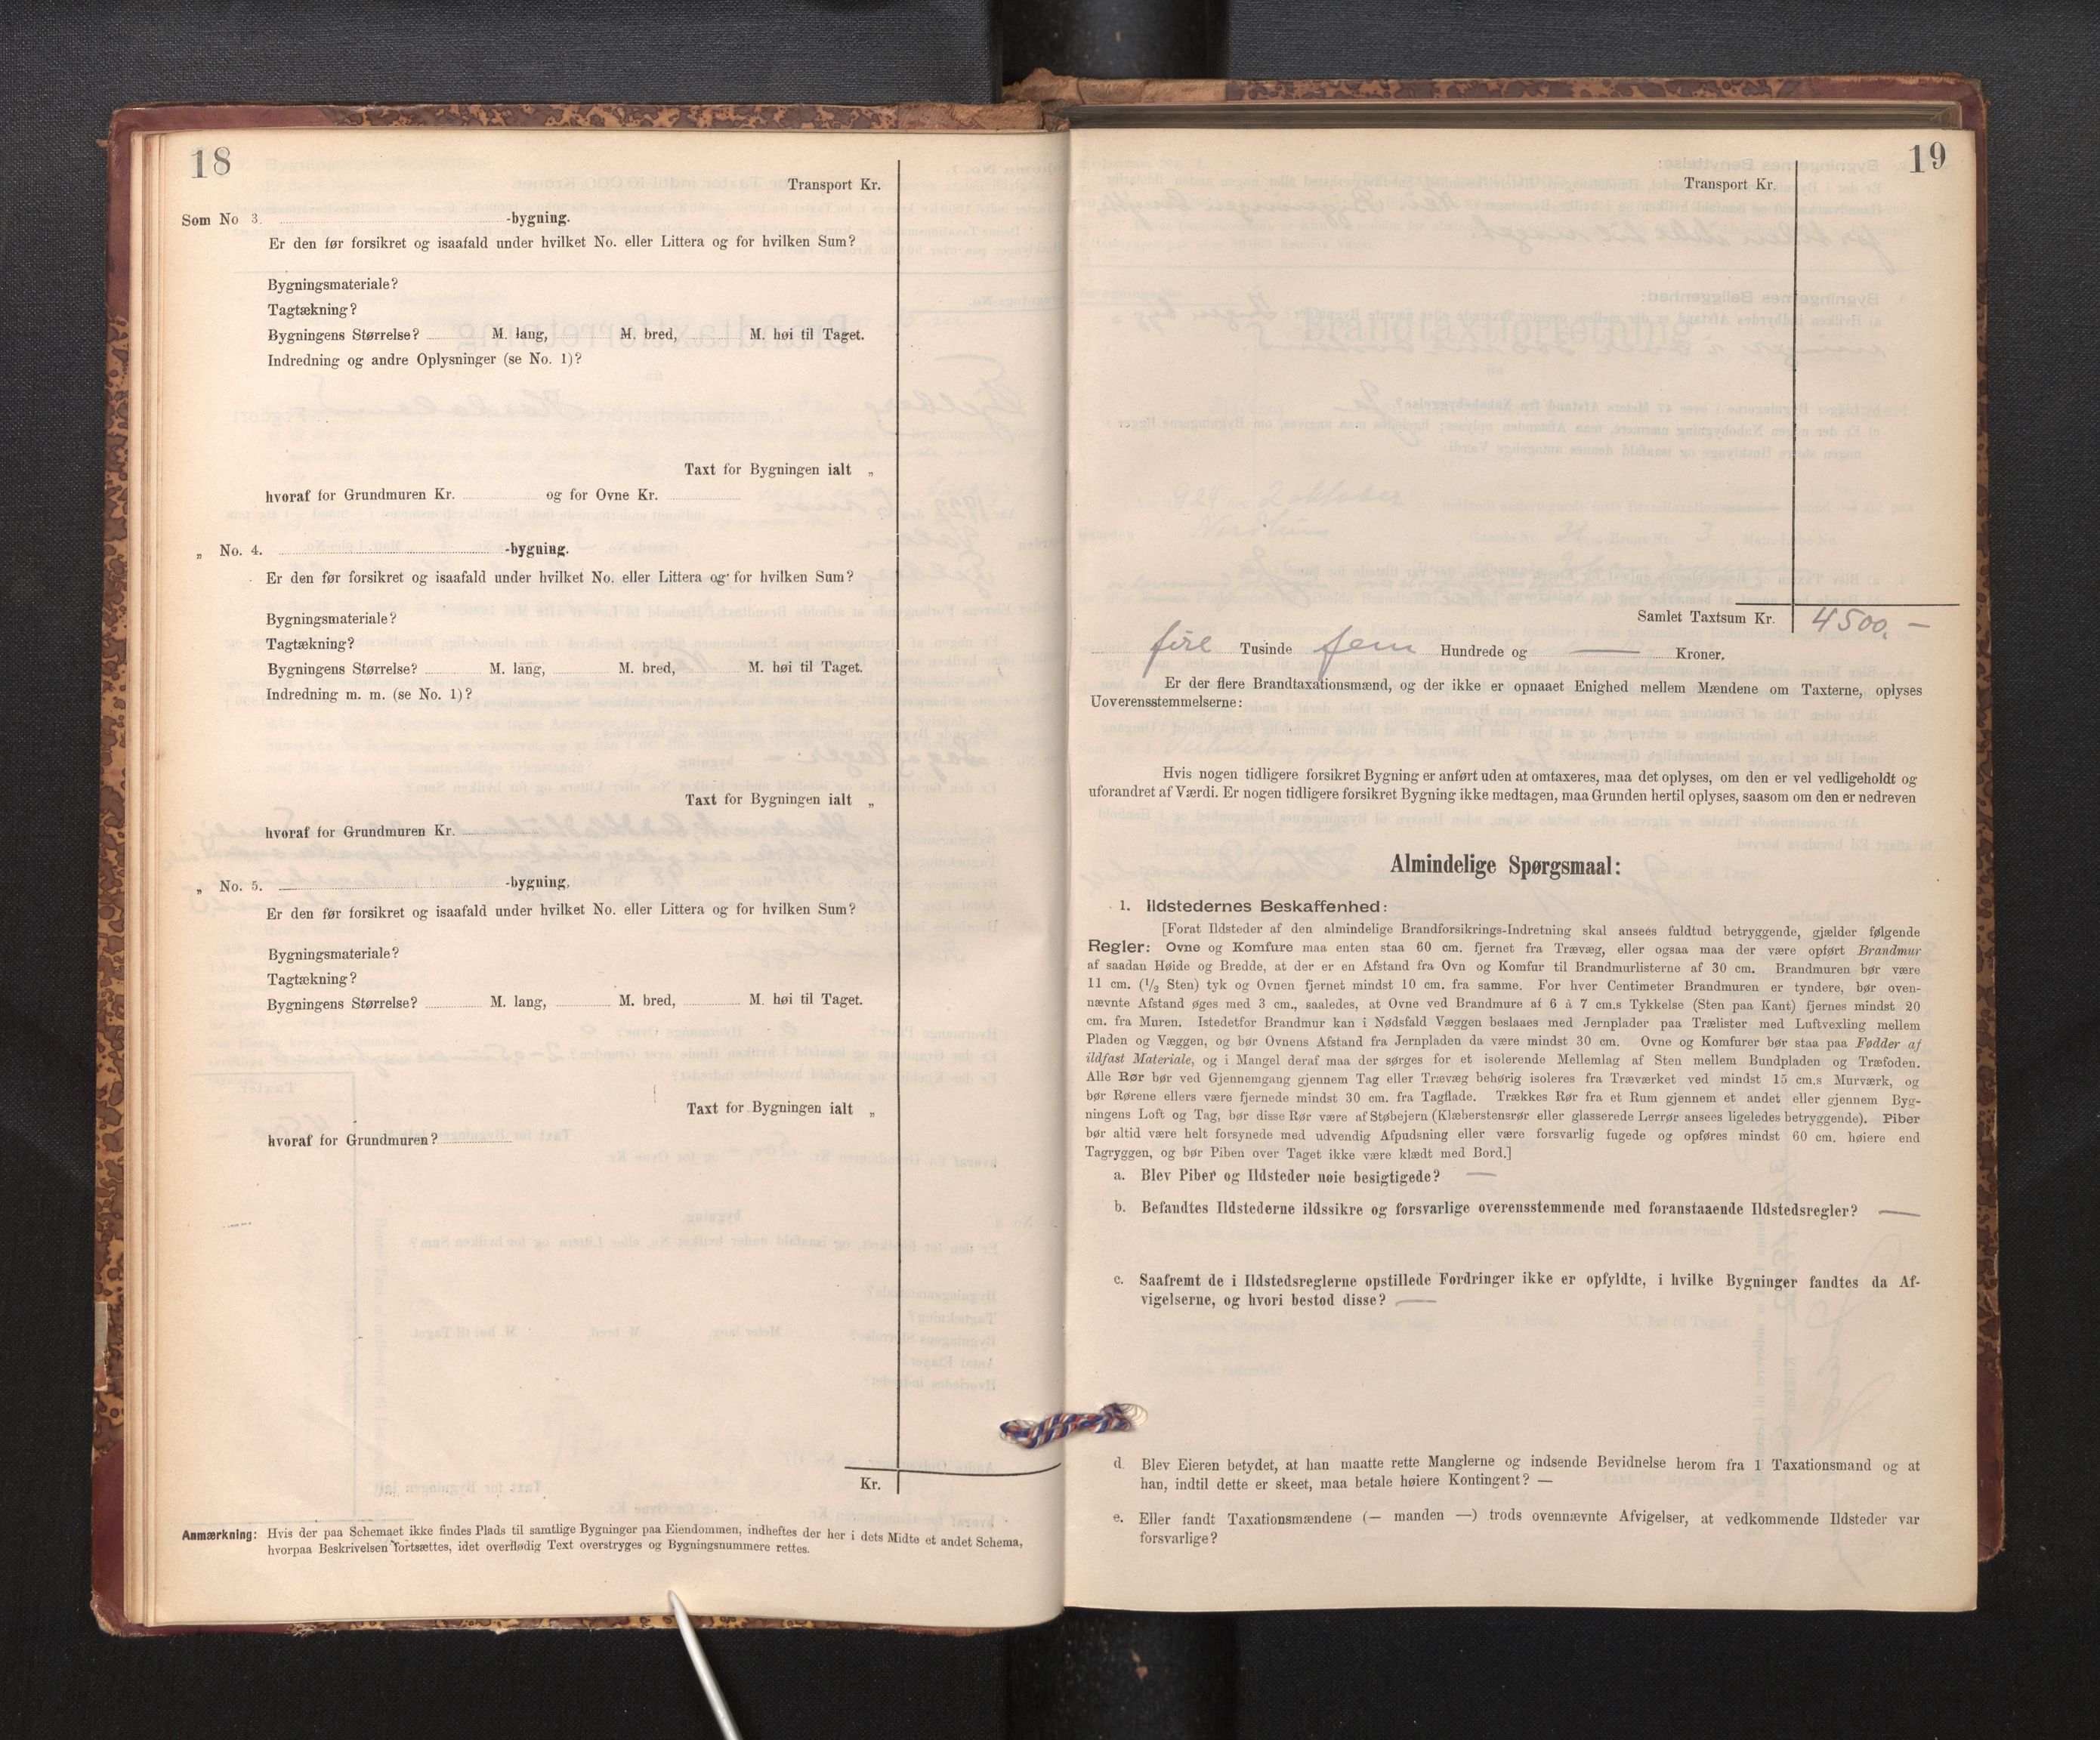 18
Transport Kr.
Som No 3. -bygning.
Er den før forsikret og isaafald under hvilket No. eller Littera og for hvilken Sum?
Bygningsmateriale?
Tagtækning?
Bygningens Størrelse? M. lang, M. bred, M. høi til Taget.
Indredning og andre Oplysninger (se No. 1)?
Taxt for Bygningen ialt „
hvoraf for Grundmuren Kr. og for Ovne Kr.
„ No. 4. -bygning.
Er den før forsikret og isaafald under hvilket No. eller Littera og for hvilken Sum?
Bygningsmateriale?
Tagtækning?
Bygningens Størrelse? M. lang, M. bred, M. høi til Taget.
Indredning m. m. (se No. 1)?
Taxt for Bygningen ialt „
hvoraf for Grundmuren Kr.
„ No. 5. -bygning.
Er den før forsikret og isaafald under hvilket No. eller Littera og for hvilken Sum?
Bygningsmateriale?
Tagtækning?
Bygningens Størrelse? M. lang, M. bred, M. høi til Taget.
Taxt for Bygningen ialt „
hvoraf for Grundmuren?
Kr.
Anmærkning: Hvis der paa Schemaet ikke findes Plads til samtlige Bygninger paa Eiendommen, indheftes der her i dets Midte et andet Schema,
hvorpaa Beskrivelsen fortsættes, idet overflødig Text overstryges og Bygningsnummere rettes.
19
Transport Kr.
Samlet Taxtsum Kr. 4500,—
fire Tusinde fem Hundrede og — Kroner.
Er der flere Brandtaxationsmænd, og der ikke er opnaaet Enighed mellem Mændene om Taxterne, oplyses
Uoverensstemmelserne:
Hvis nogen tidligere forsikret Bygning er anført uden at omtaxeres, maa det oplyses, om den er vel vedligeholdt og
uforandret af Værdi. Er nogen tidligere forsikret Bygning ikke medtagen, maa Grunden hertil oplyses, saasom om den er nedreven
Almindelige Spørgsmaal:
1. Ildstedernes Beskaffenhed:
[Forat Ildsteder af den almindelige Brandforsikrings-Indretning skal ansees fuldtud betryggende, gjælder følgende
Regler: Ovne og Komfure maa enten staa 60 cm. fjernet fra Trævæg, eller ogsaa maa der være opført Brandmur
af saadan Høide og Bredde, at der er en Afstand fra Ovn og Komfur til Brandmurlisterne af 30 cm. Brandmuren bør være
11 cm. (1/2 Sten) tyk og Ovnen fjernet mindst 10 cm. fra samme. For hver Centimeter Brandmuren er tyndere, bør oven-
nævnte Afstand øges med 3 cm., saaledes, at Ovne ved Brandmure af 6 à 7 cm.s Tykkelse (Sten paa Kant) fjernes mindst 20
cm. fra Muren. Istedetfor Brandmur kan i Nødsfald Væggen beslaaes med Jernplader paa Trælister med Luftvexling mellem
Pladen og Væggen, og bør Ovnens Afstand fra Jernpladen da være mindst 30 cm. Ovne og Komfurer bør staa paa Fødder af
ildfast Materiale, og i Mangel deraf maa der sørges for et isolerende Mellemlag af Sten mellem Bundpladen og Træfoden.
Alle Rør bør ved Gjennemgang gjennem Tag eller Trævæg behørig isoleres fra Træværket ved mindst 15 cm.s Murværk, og
bør Rørene ellers være fjernede mindst 30 cm. fra Tagflade. Trækkes Rør fra et Rum gjennem et andet eller gjennem Byg-
ningens Loft og Tag, bør disse Rør være af Støbejern (Klæberstensrør eller glasserede Lerrør ansees ligeledes betryggende). Piber
bør altid være helt forsynede med udvendig Afpudsning eller være forsvarlig fugede og opføres mindst 60 cm. høiere end
Tagryggen, og bør Piben over Taget ikke være klædt med Bord.]
a. Blev Piber og Ildsteder nøie besigtigede? —
b. Befandtes Ildstederne ildssikre og forsvarlige overensstemmende med foranstaaende Ildstedsregler? —
c. Saafremt de i Ildstedsreglerne opstillede Fordringer ikke er opfyldte, i hvilke Bygninger fandtes da Af-
vigelserne, og hvori bestod disse? —
d. Blev Eieren betydet, at han maatte rette Manglerne og indsende Bevidnelse herom fra 1 Taxationsmand og at
han, indtil dette er skeet, maa betale høiere Kontingent? —
e. Eller fandt Taxationsmændene (— manden —) trods ovennævnte Afvigelser, at vedkommende Ildsteder var
forsvarlige?